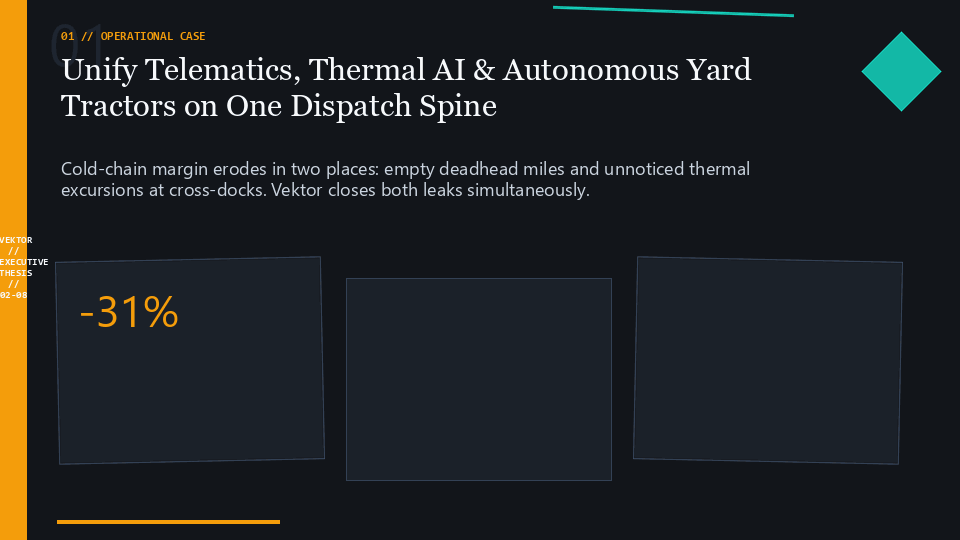 01
01 // OPERATIONAL CASE
Unify Telematics, Thermal AI & Autonomous Yard
Tractors on One Dispatch Spine
Cold-chain margin erodes in two places: empty deadhead miles and unnoticed thermal
excursions at cross-docks. Vektor closes both leaks simultaneously.
VEKTOR
//
EXECUTIVE
THESIS
//
02-08
-31%